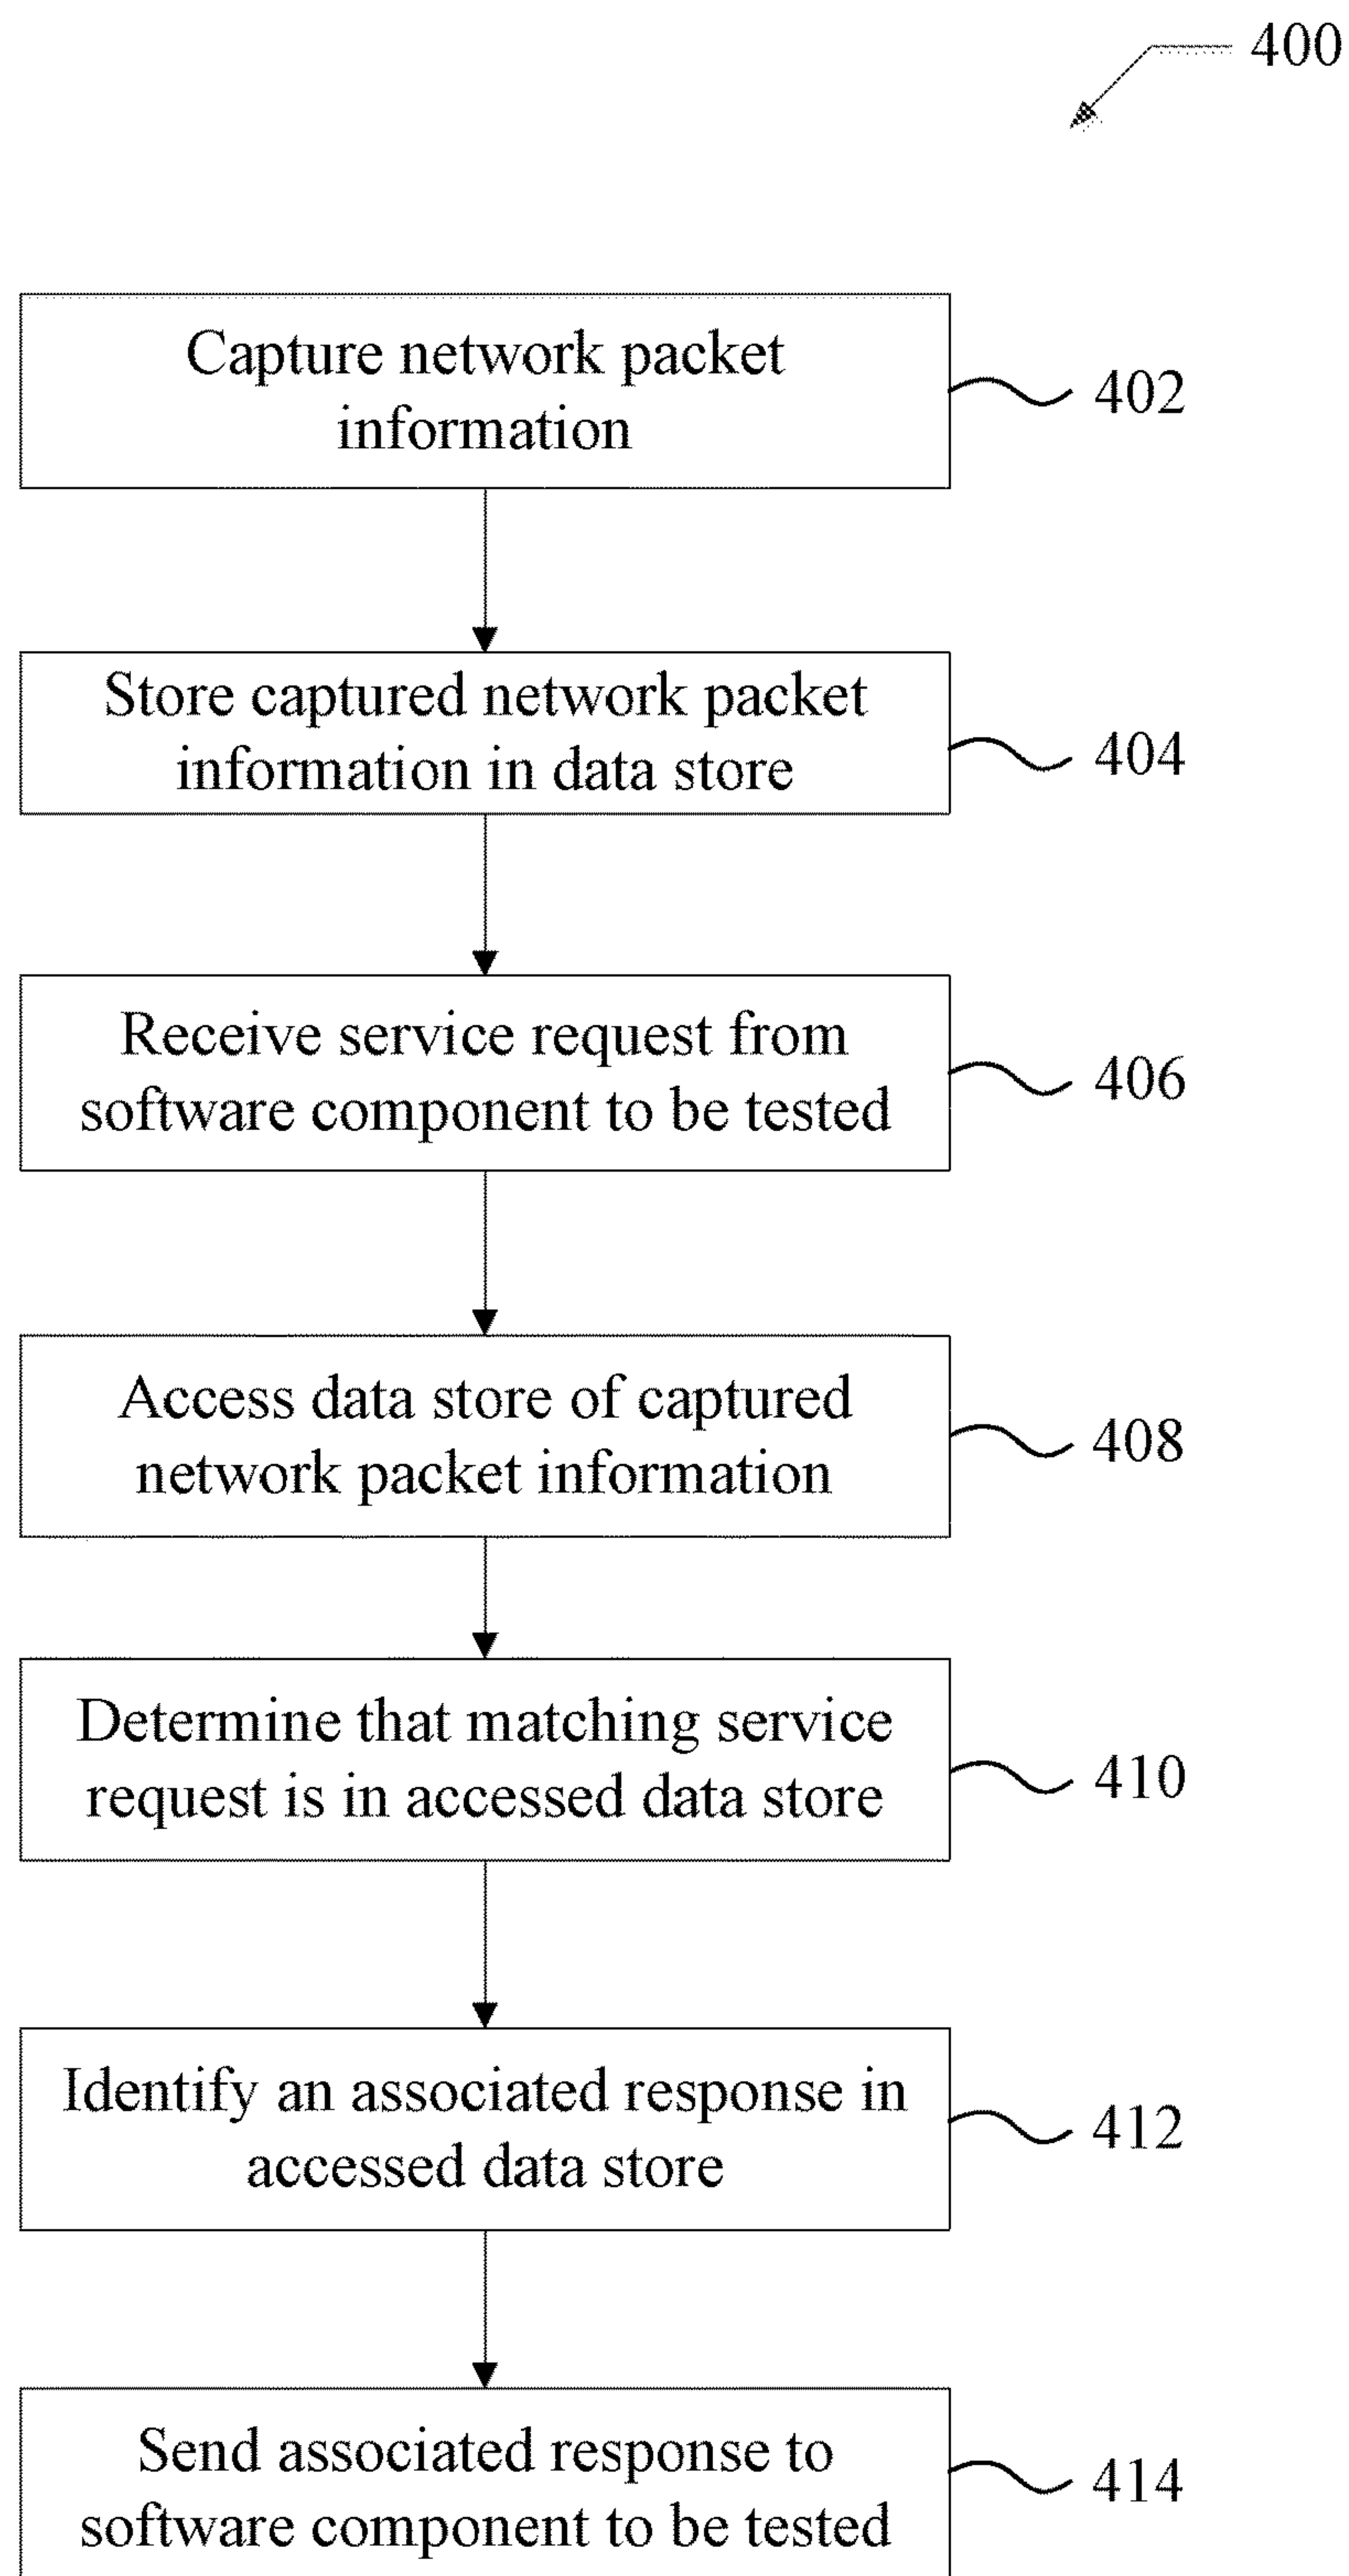 400
Capture network packet
information
402
Store captured network packet
information in data store
404
Receive service request from
software component to be tested
406
Access data store of captured
network packet information
408
Determine that matching service
request is in accessed data store
410
Identify an associated response in
accessed data store
412
Send associated response to
software component to be tested
414